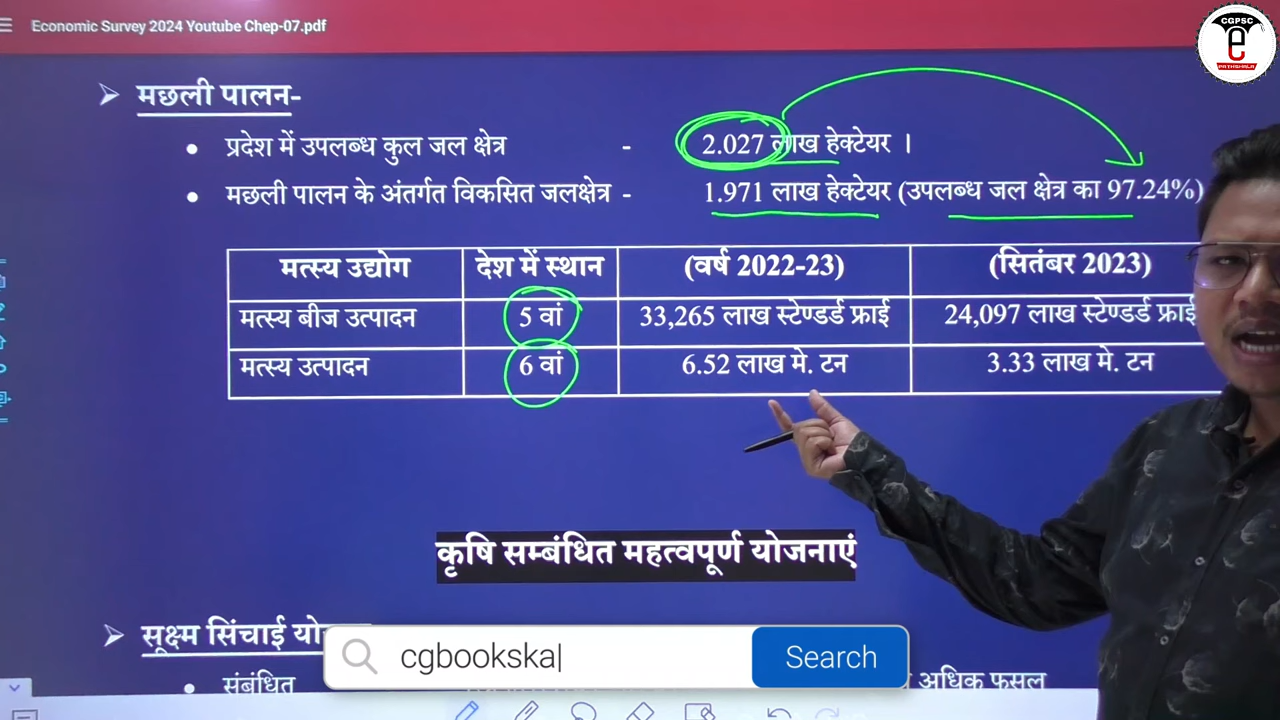 Economic Survey 2024 Youtube Chep-07.pdf
CGPSC
e
PATHSHALA
मछली पालन-
प्रदेश में उपलब्ध कुल जल क्षेत्र - 2.027 लाख हेक्टेयर ।
मछली पालन के अंतर्गत विकसित जलक्षेत्र - 1.971 लाख हेक्टेयर (उपलब्ध जल क्षेत्र का 97.24%)
मत्स्य उद्योग देश में स्थान (वर्ष 2022-23) (सितंबर 2023)
मत्स्य बीज उत्पादन 5 वां 33,265 लाख स्टेण्डर्ड फ्राई 24,097 लाख स्टेण्डर्ड फ्राई
मत्स्य उत्पादन 6 वां 6.52 लाख मे. टन 3.33 लाख मे. टन
कृषि सम्बंधित महत्वपूर्ण योजनाएं
सूक्ष्म सिंचाई
cgbookska Search
संबंधित अधिक फसल